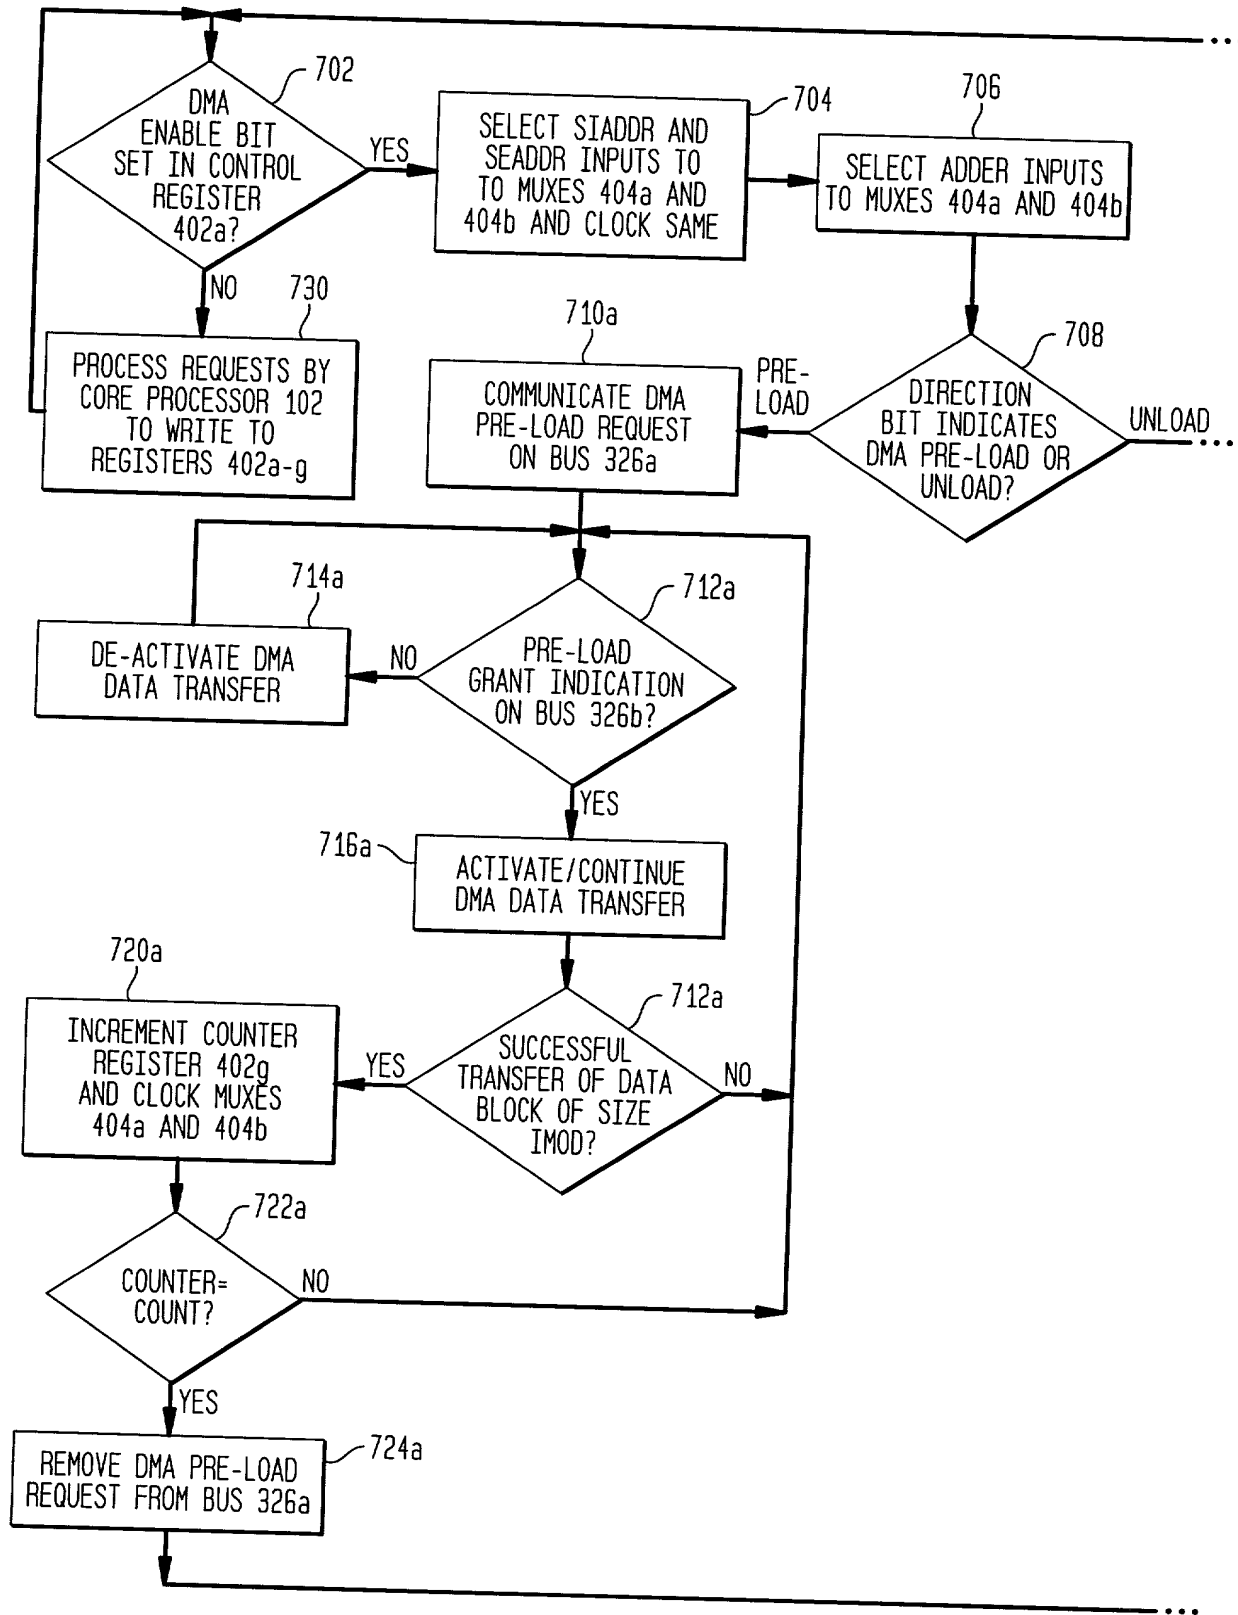 702
DMA
ENABLE BIT
SET IN CONTROL
REGISTER
402a?
YES
NO
704
SELECT SIADDR AND
SEADDR INPUTS TO
TO MUXES 404a AND
404b AND CLOCK SAME
706
SELECT ADDER INPUTS
TO MUXES 404a AND 404b
730
PROCESS REQUESTS BY
CORE PROCESSOR 102
TO WRITE TO
REGISTERS 402a-g
708
DIRECTION
BIT INDICATES
DMA PRE-LOAD OR
UNLOAD?
PRE-
LOAD
UNLOAD
...
710a
COMMUNICATE DMA
PRE-LOAD REQUEST
ON BUS 326a
712a
PRE-LOAD
GRANT INDICATION
ON BUS 326b?
NO
YES
714a
DE-ACTIVATE DMA
DATA TRANSFER
716a
ACTIVATE/CONTINUE
DMA DATA TRANSFER
712a
SUCCESSFUL
TRANSFER OF DATA
BLOCK OF SIZE
IMOD?
YES
NO
720a
INCREMENT COUNTER
REGISTER 402g
AND CLOCK MUXES
404a AND 404b
722a
COUNTER=
COUNT?
NO
YES
724a
REMOVE DMA PRE-LOAD
REQUEST FROM BUS 326a
...